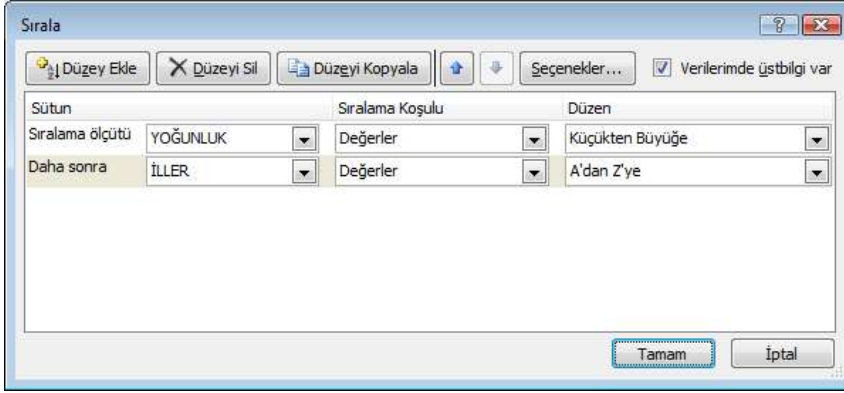 Sırala
Düzey Ekle Düzeyi Sil Düzeyi Kopyala Seçenekler... Verilerimde üstbilgi var
Sütun Sıralama Koşulu Düzen
Sıralama ölçütü YOĞUNLUK Değerler Küçükten Büyüğe
Daha sonra İLLER Değerler A'dan Z'ye
Tamam İptal